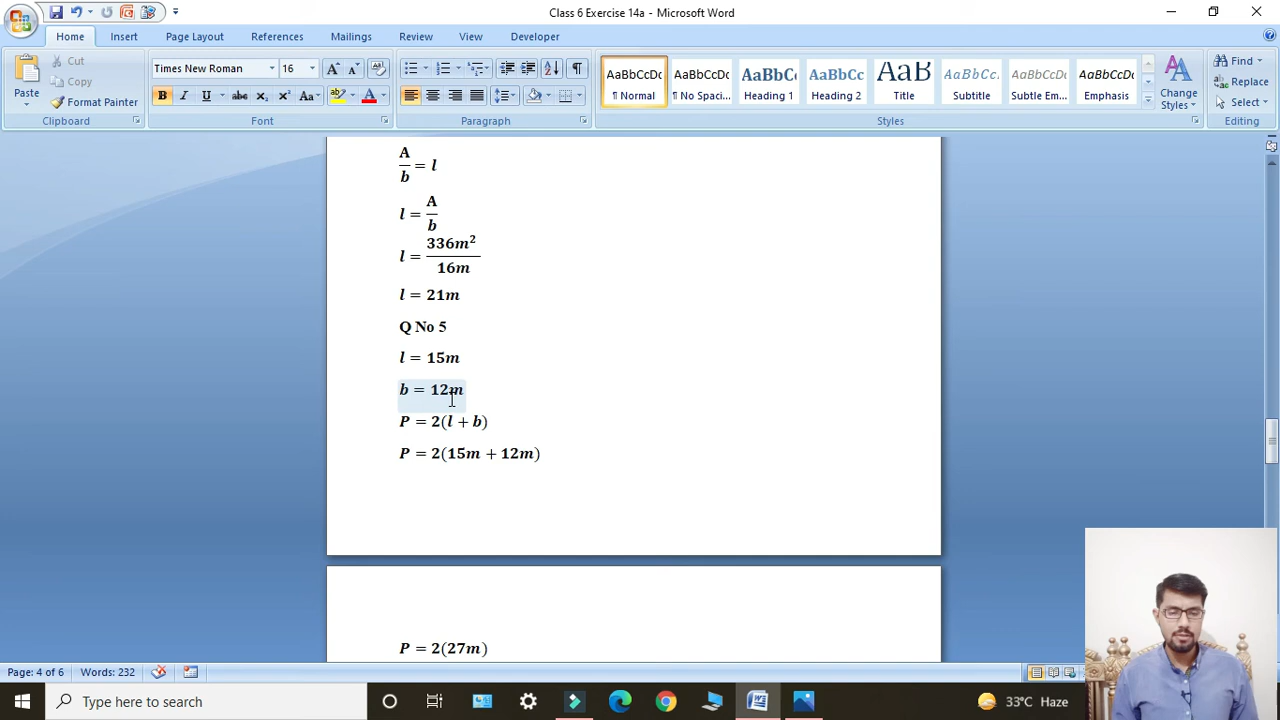 Class 6 Exercise 14a - Microsoft Word
Home Insert Page Layout References Mailings Review View Developer
Cut
Copy
Format Painter
Paste
Clipboard
Times New Roman 16
Font
Paragraph
AaBbCcDc AaBbCcDc AaBbCc AaBbCc AaB AaBbCc. AaBbCcDc AaBbCcDc
¶ Normal ¶ No Spaci... Heading 1 Heading 2 Title Subtitle Subtle Em... Emphasis
Change Styles
Styles
Find
Replace
Select
Editing
A/b = l
l = A/b
l = 336m²/16m
l = 21m
Q No 5
l = 15m
b = 12m
P = 2(l + b)
P = 2(15m + 12m)
P = 2(27m)
Page: 4 of 6 Words: 232
Type here to search
33°C Haze